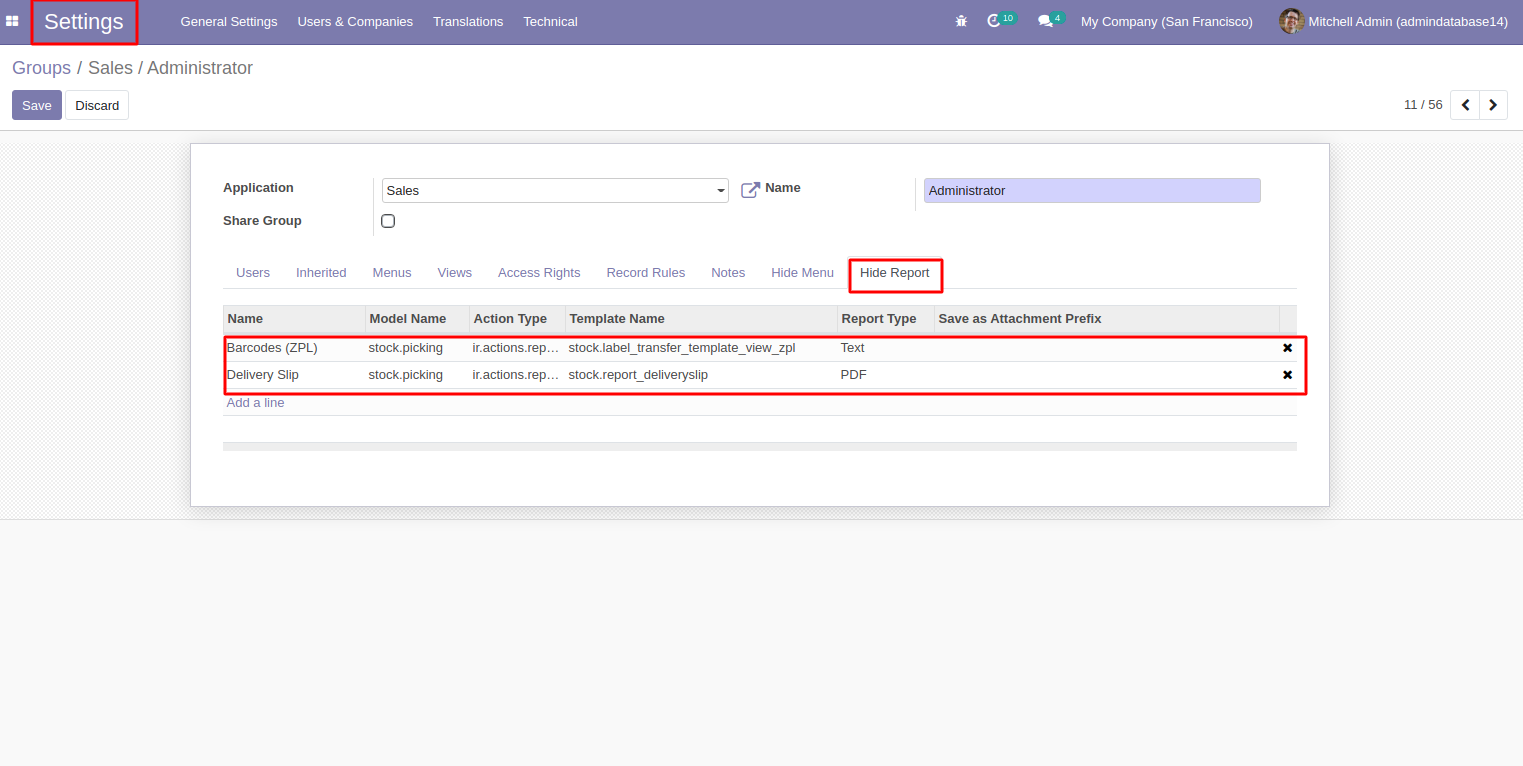 Settings General Settings Users & Companies Translations Technical 10 4 My Company (San Francisco) Mitchell Admin (admindatabase14)
Groups / Sales / Administrator
Save Discard 11 / 56
Application Sales Name Administrator
Share Group
Users Inherited Menus Views Access Rights Record Rules Notes Hide Menu Hide Report
Name Model Name Action Type Template Name Report Type Save as Attachment Prefix
Barcodes (ZPL) stock.picking ir.actions.rep... stock.label_transfer_template_view_zpl Text
Delivery Slip stock.picking ir.actions.rep... stock.report_deliveryslip PDF
Add a line